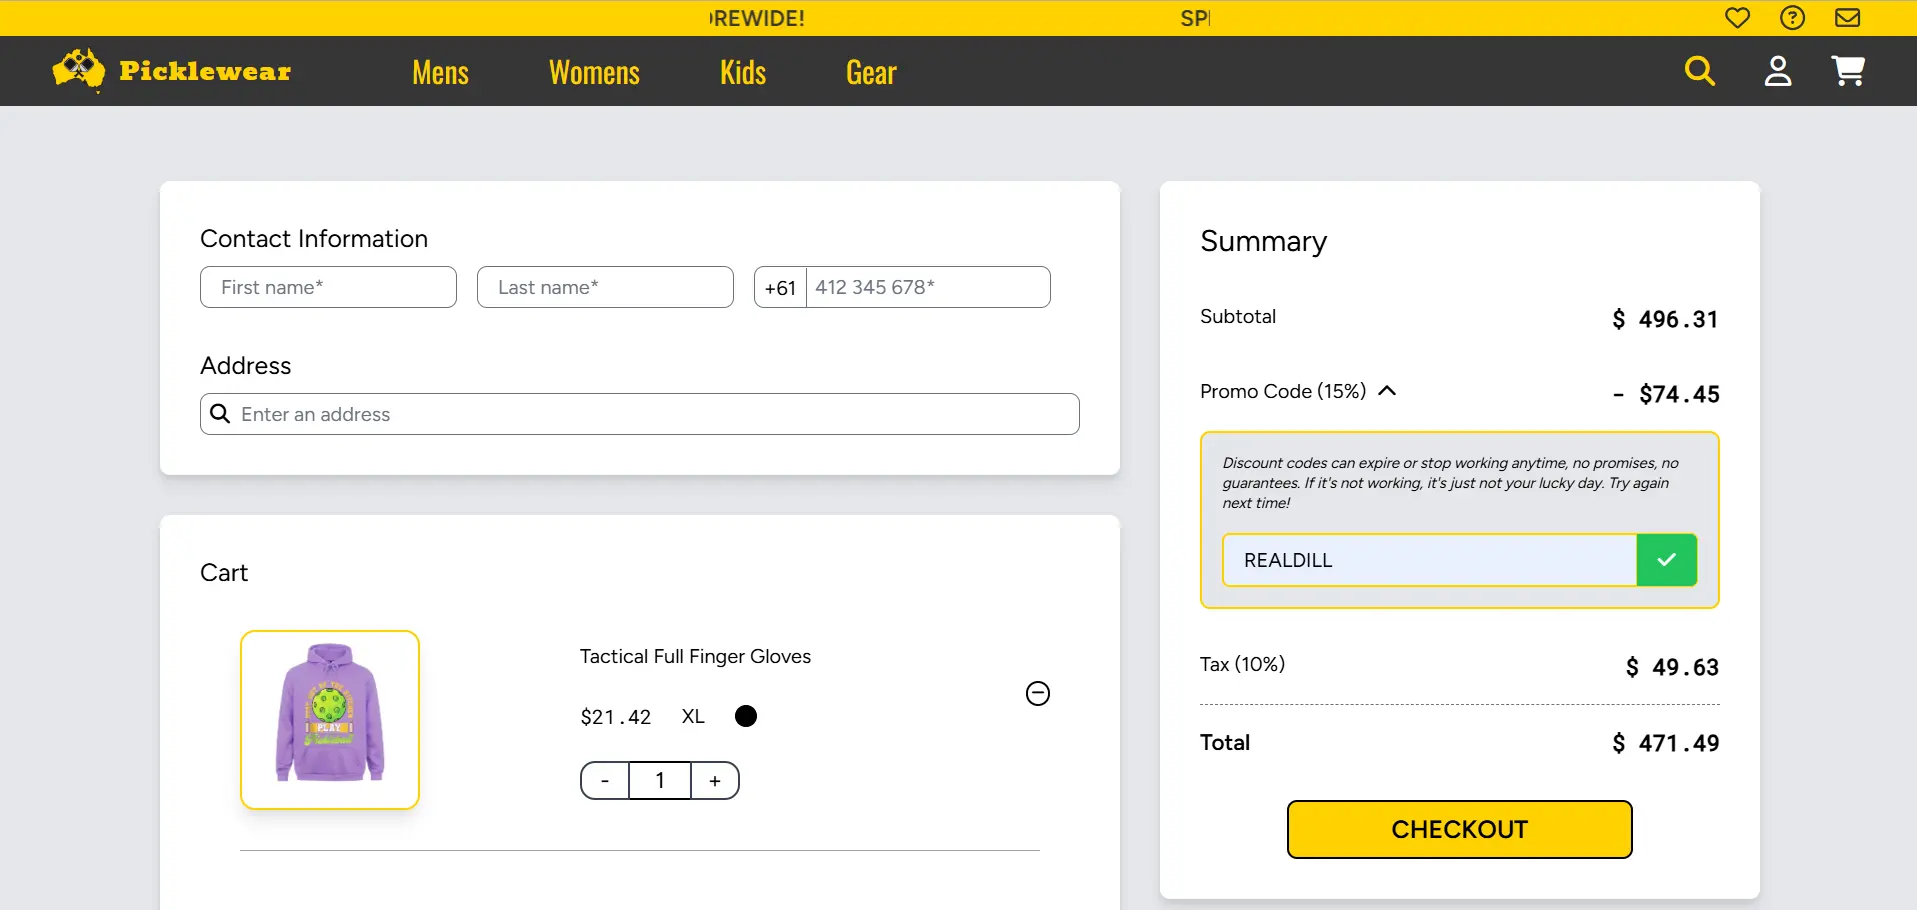 REWIDE!
Picklewear
Mens
Womens
Kids
Gear
Contact Information
First name*
Last name*
+61
412 345 678*
Address
Enter an address
Cart
PLAY
Tactical Full Finger Gloves
$21.42
XL
-
1
+
Summary
Subtotal
$ 496.31
Promo Code (15%)
- $74.45
Discount codes can expire or stop working anytime, no promises, no
guarantees. If it's not working, it's just not your lucky day. Try again
next time!
REALDILL
Tax (10%)
$ 49.63
Total
$ 471.49
CHECKOUT